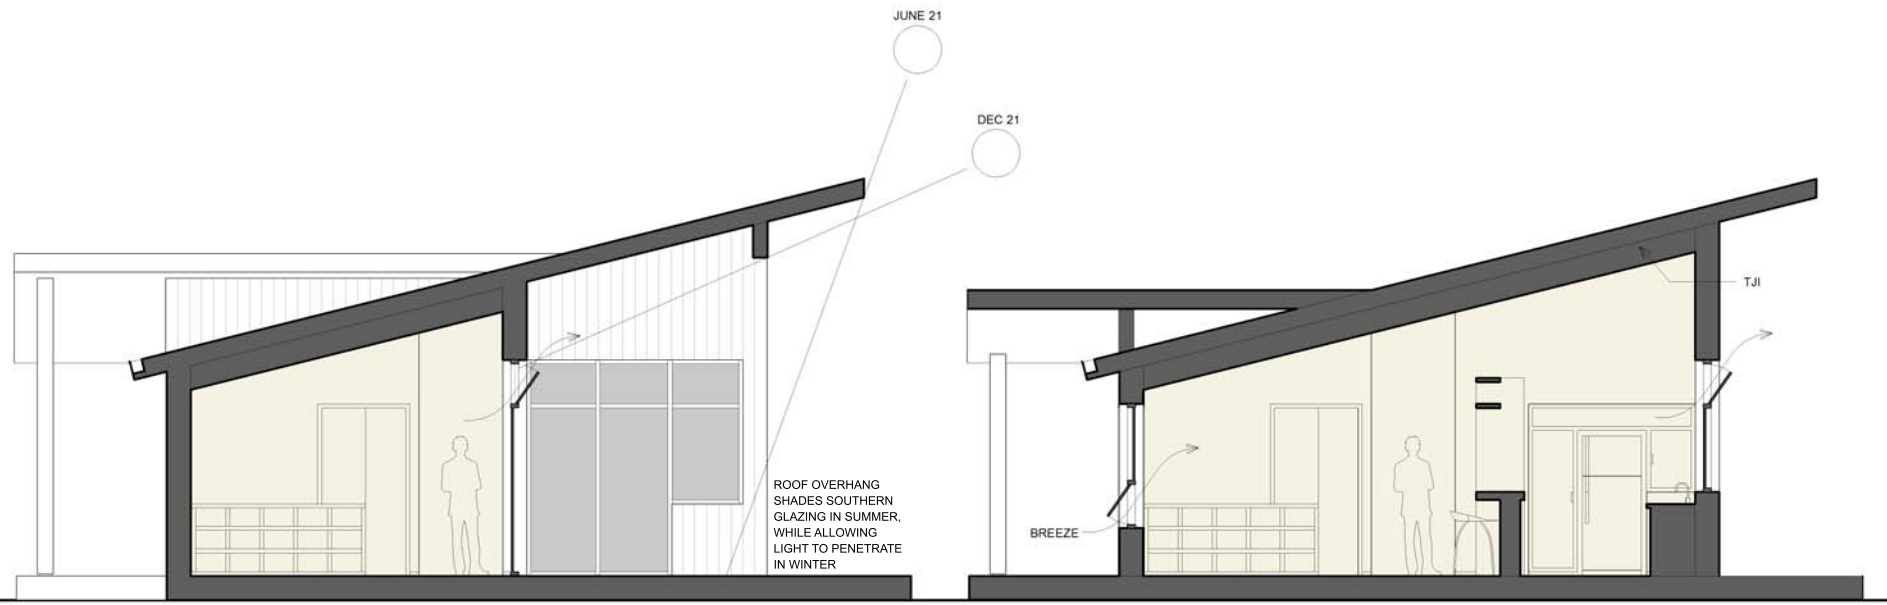 JUNE 21
DEC 21
ROOF OVERHANG
SHADES SOUTHERN
GLAZING IN SUMMER,
WHILE ALLOWING
LIGHT TO PENETRATE
IN WINTER
TJI
BREEZE